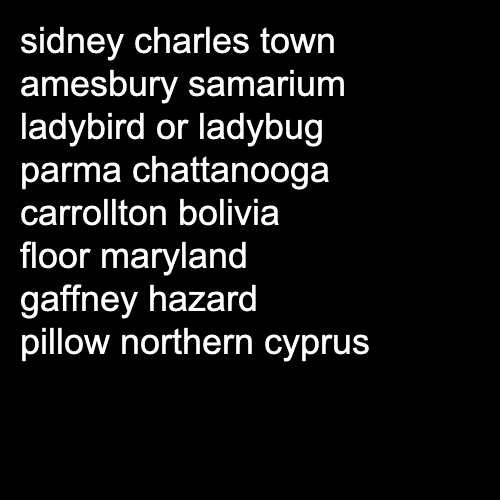 sidney charles town
amesbury samarium
ladybird or ladybug
parma chattanooga
carrollton bolivia
floor maryland
gaffney hazard
pillow northern cyprus